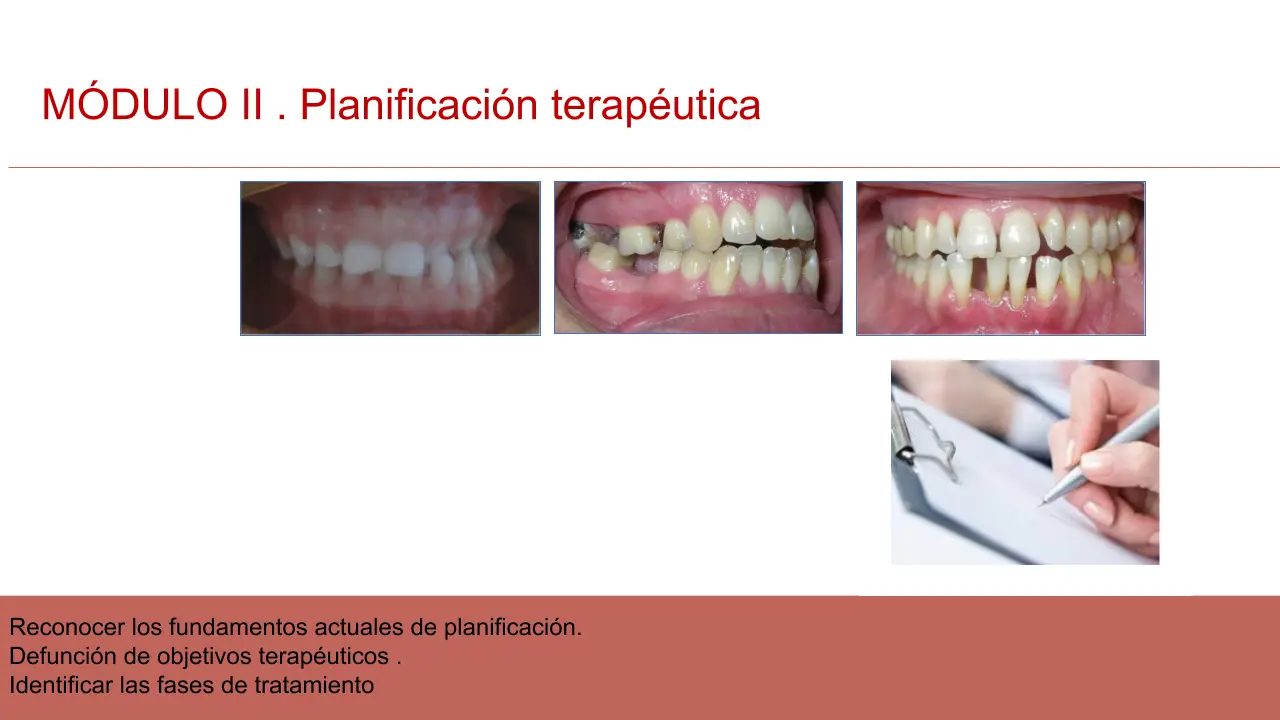 MÓDULO II . Planificación terapéutica
Reconocer los fundamentos actuales de planificación.
Defunción de objetivos terapéuticos .
Identificar las fases de tratamiento